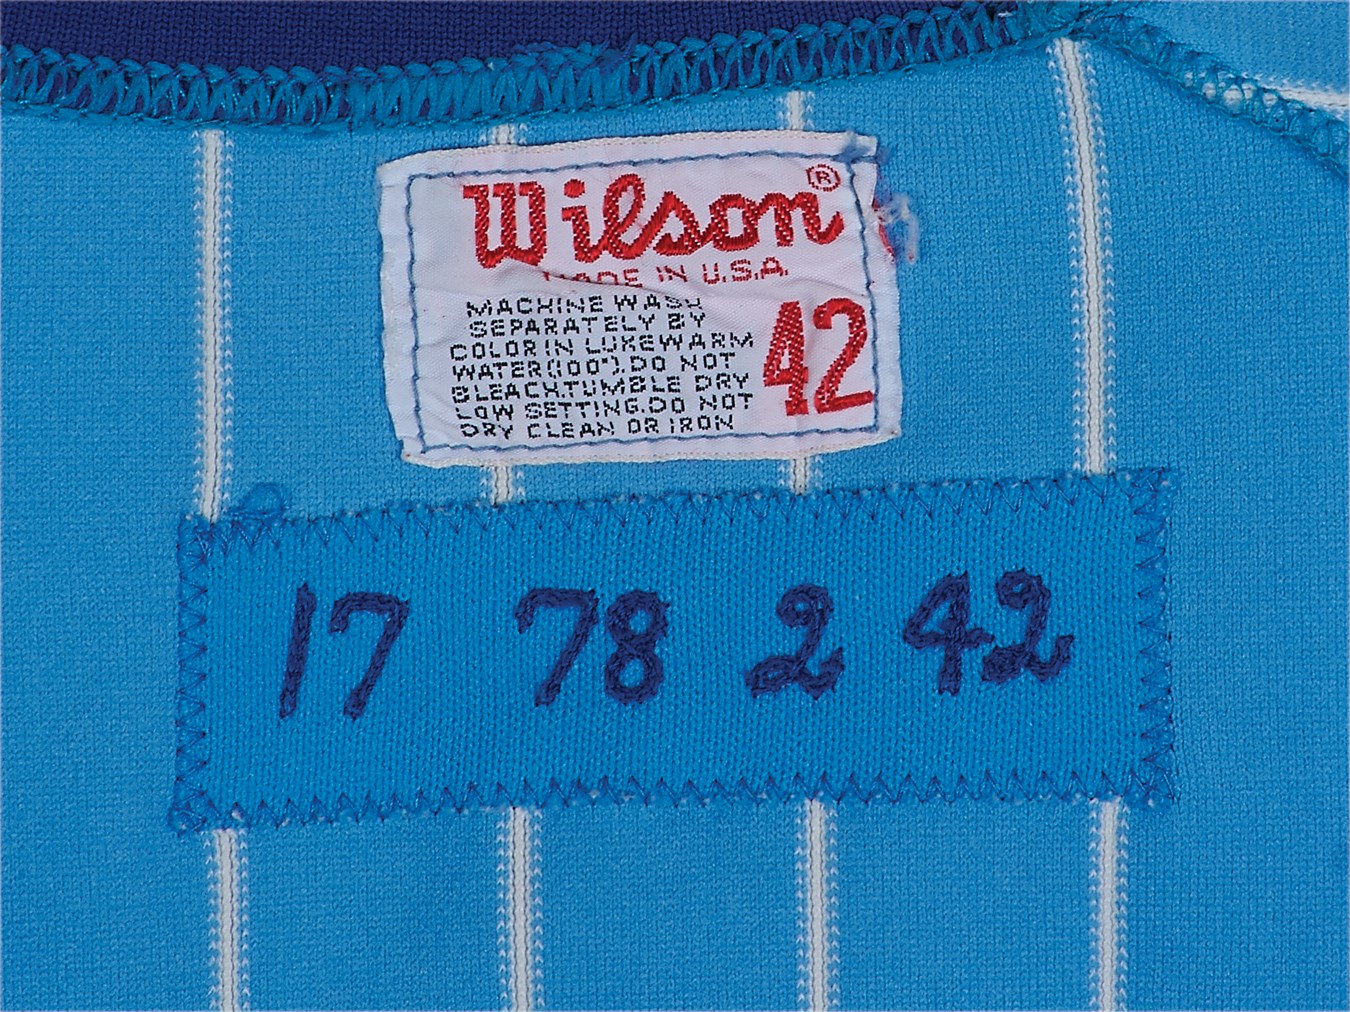 Wilson®
MADE IN U.S.A.
MACHINE WASH
SEPARATELY BY
COLOR IN LUKEWARM
WATER(100°).DO NOT
BLEACH.TUMBLE DRY
LOW SETTING.DO NOT
DRY CLEAN OR IRON
42
17 78 2 42